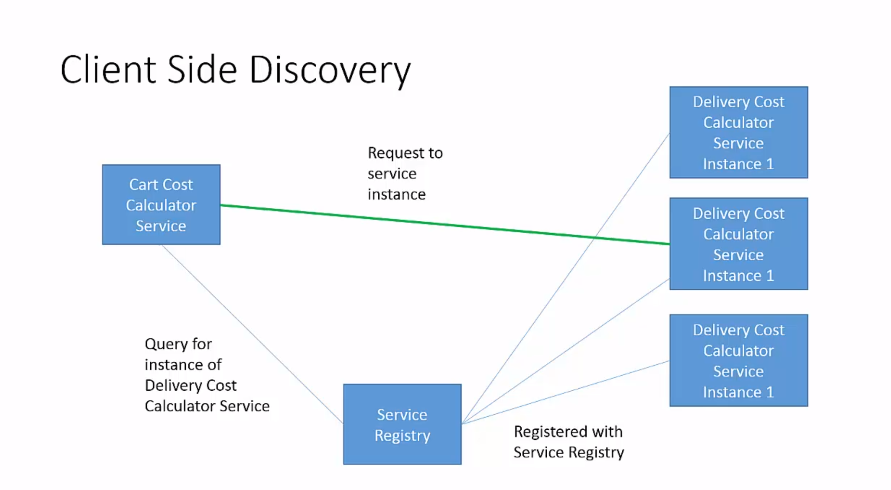 Client Side Discovery
Delivery Cost
Calculator
Service
Instance 1
Request to
service
instance
Cart Cost
Calculator
Service
Delivery Cost
Calculator
Service
Instance 1
Delivery Cost
Calculator
Service
Instance 1
Query for
instance of
Delivery Cost
Calculator Service
Service
Registry
Registered with
Service Registry